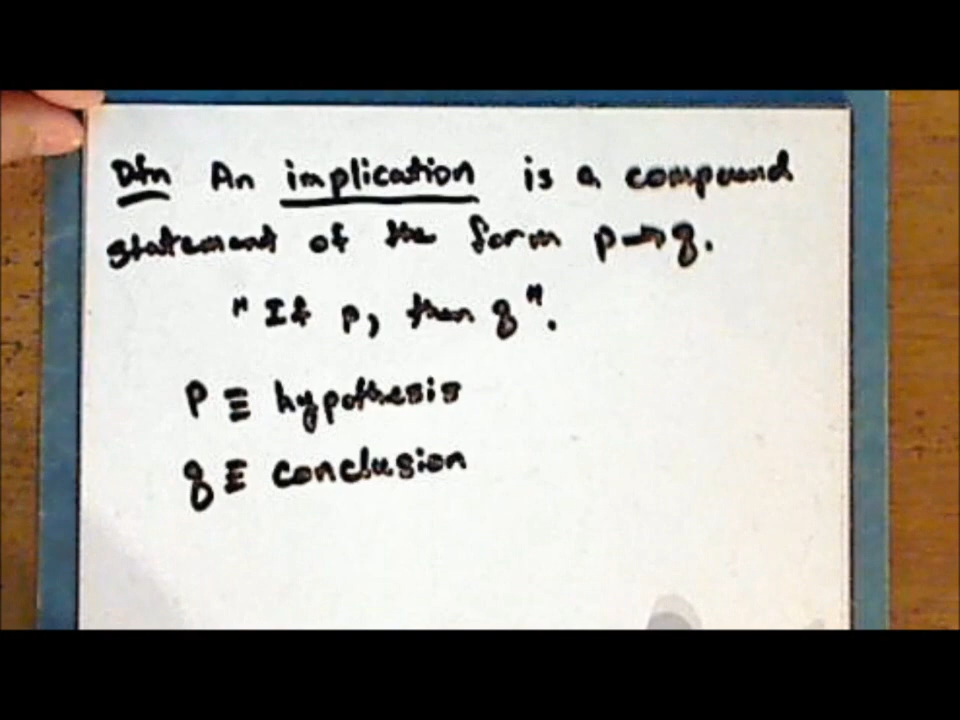 Dfn An implication is a compound
statement of the form p→q.
"If p, then q".
P ≡ hypothesis
q ≡ conclusion